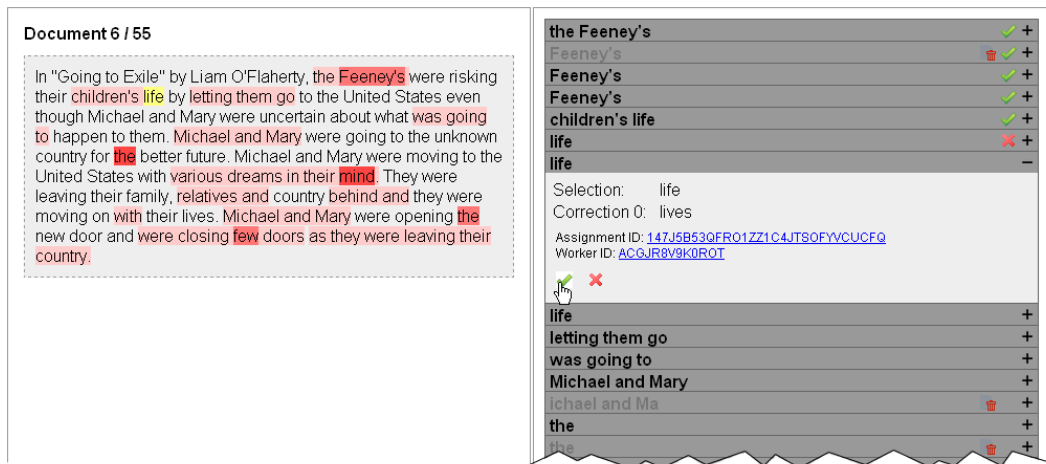 Document 6 / 55
In "Going to Exile" by Liam O'Flaherty, the Feeney's were risking
their children's life by letting them go to the United States even
though Michael and Mary were uncertain about what was going
to happen to them. Michael and Mary were going to the unknown
country for the better future. Michael and Mary were moving to the
United States with various dreams in their mind. They were
leaving their family, relatives and country behind and they were
moving on with their lives. Michael and Mary were opening the
new door and were closing few doors as they were leaving their
country.
the Feeney's
Feeney's
Feeney's
Feeney's
children's life
life
life
Selection: life
Correction 0: lives
Assignment ID: 147J5B53QFRO1ZZ1C4JTSOFYVCUCFQ
Worker ID: ACGJR8V9K0ROT
life
letting them go
was going to
Michael and Mary
ichael and Ma
the
the